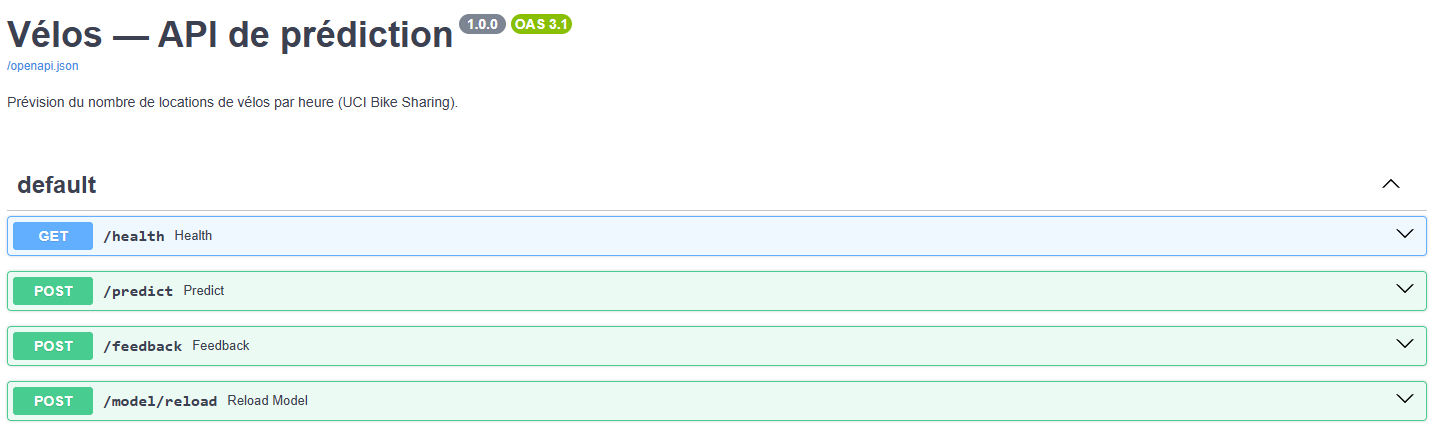 Vélos — API de prédiction 1.0.0 OAS 3.1
/openapi.json
Prévision du nombre de locations de vélos par heure (UCI Bike Sharing).
default
GET /health Health
POST /predict Predict
POST /feedback Feedback
POST /model/reload Reload Model